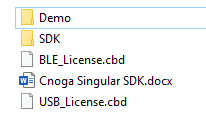 Demo
SDK
BLE_License.cbd
Cnoga Singular SDK.docx
USB_License.cbd